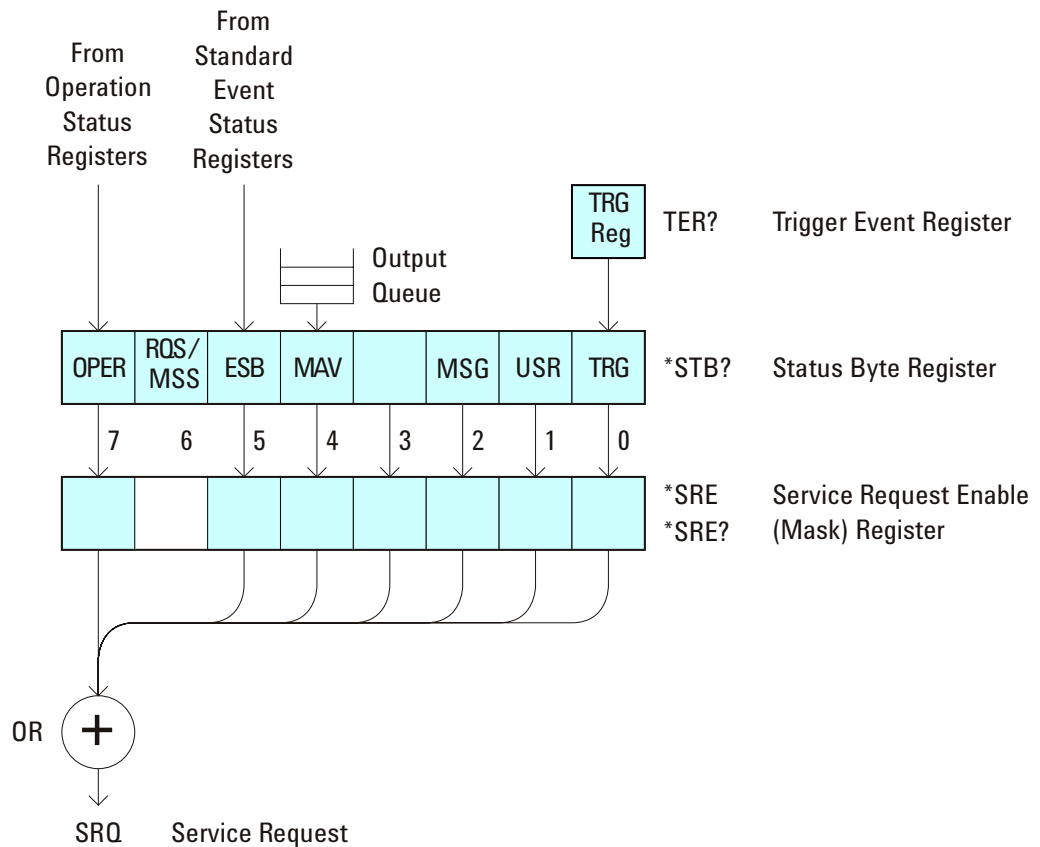 From
Operation
Status
Registers
From
Standard
Event
Status
Registers
TRG
Reg
TER? Trigger Event Register
Output
Queue
OPER RQS/
MSS ESB MAV MSG USR TRG *STB? Status Byte Register
7 6 5 4 3 2 1 0
*SRE Service Request Enable
*SRE? (Mask) Register
OR +
SRQ Service Request